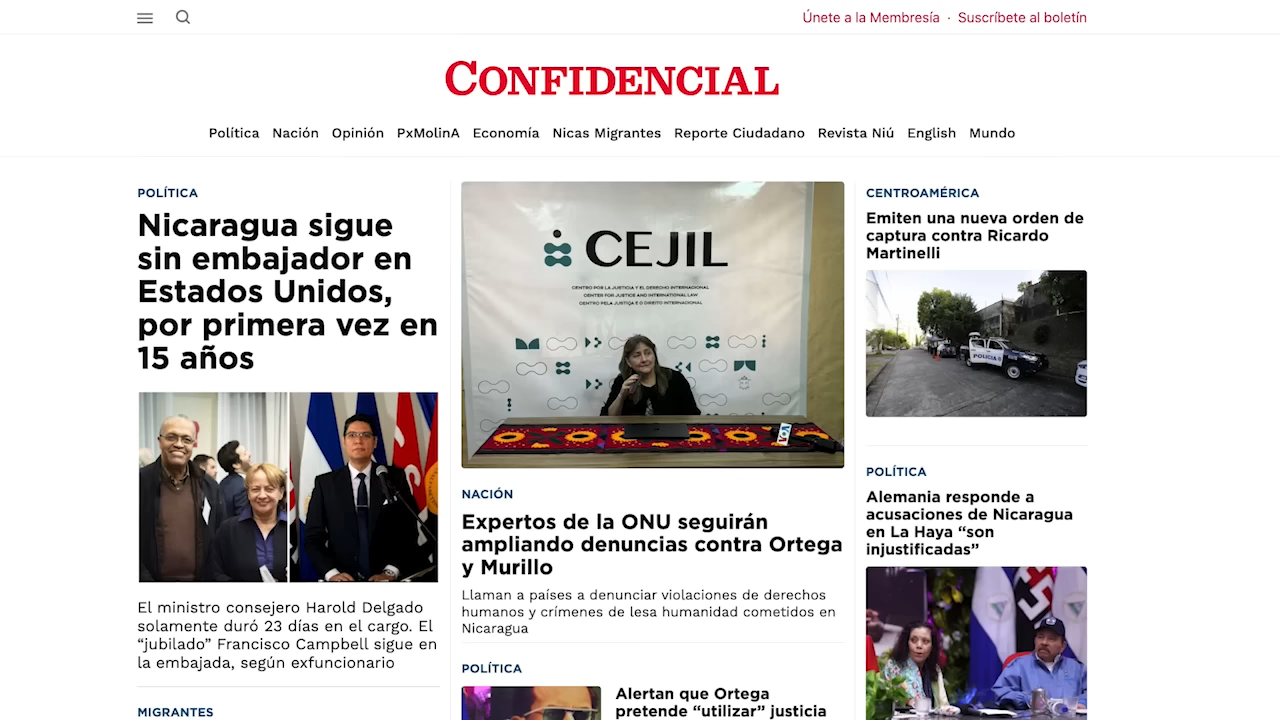 Únete a la Membresía · Suscríbete al boletín
CONFIDENCIAL
Política Nación Opinión PxMolinA Economía Nicas Migrantes Reporte Ciudadano Revista Niú English Mundo
POLÍTICA
Nicaragua sigue
sin embajador en
Estados Unidos,
por primera vez en
15 años
El ministro consejero Harold Delgado
solamente duró 23 días en el cargo. El
“jubilado” Francisco Campbell sigue en
la embajada, según exfuncionario
MIGRANTES
CEJIL
CENTRO POR LA JUSTICIA Y EL DERECHO INTERNACIONAL
CENTER FOR JUSTICE AND INTERNATIONAL LAW
CENTRO PELA JUSTIÇA E O DIREITO INTERNACIONAL
VOA
NACIÓN
Expertos de la ONU seguirán
ampliando denuncias contra Ortega
y Murillo
Llaman a países a denunciar violaciones de derechos
humanos y crímenes de lesa humanidad cometidos en
Nicaragua
POLÍTICA
Alertan que Ortega
pretende “utilizar” justicia
CENTROAMÉRICA
Emiten una nueva orden de
captura contra Ricardo
Martinelli
POLICIA
POLÍTICA
Alemania responde a
acusaciones de Nicaragua
en La Haya “son
injustificadas”